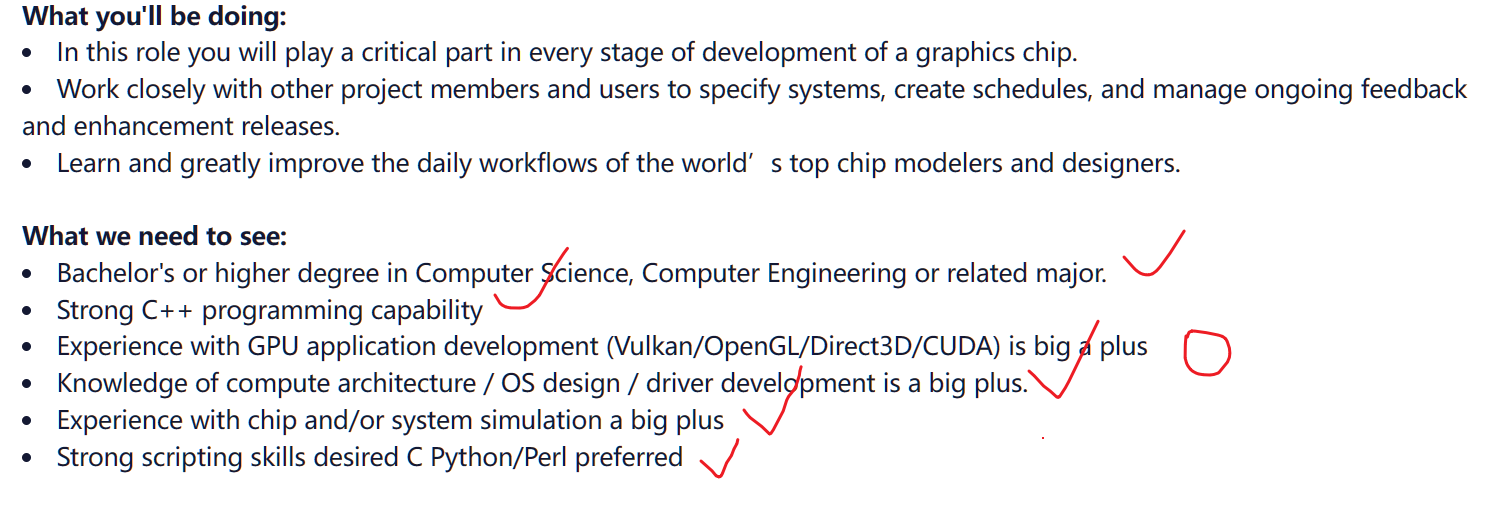 What you'll be doing:
• In this role you will play a critical part in every stage of development of a graphics chip.
• Work closely with other project members and users to specify systems, create schedules, and manage ongoing feedback
and enhancement releases.
• Learn and greatly improve the daily workflows of the world’ s top chip modelers and designers.
What we need to see:
• Bachelor's or higher degree in Computer Science, Computer Engineering or related major.
• Strong C++ programming capability
• Experience with GPU application development (Vulkan/OpenGL/Direct3D/CUDA) is big a plus
• Knowledge of compute architecture / OS design / driver development is a big plus.
• Experience with chip and/or system simulation a big plus
• Strong scripting skills desired C Python/Perl preferred